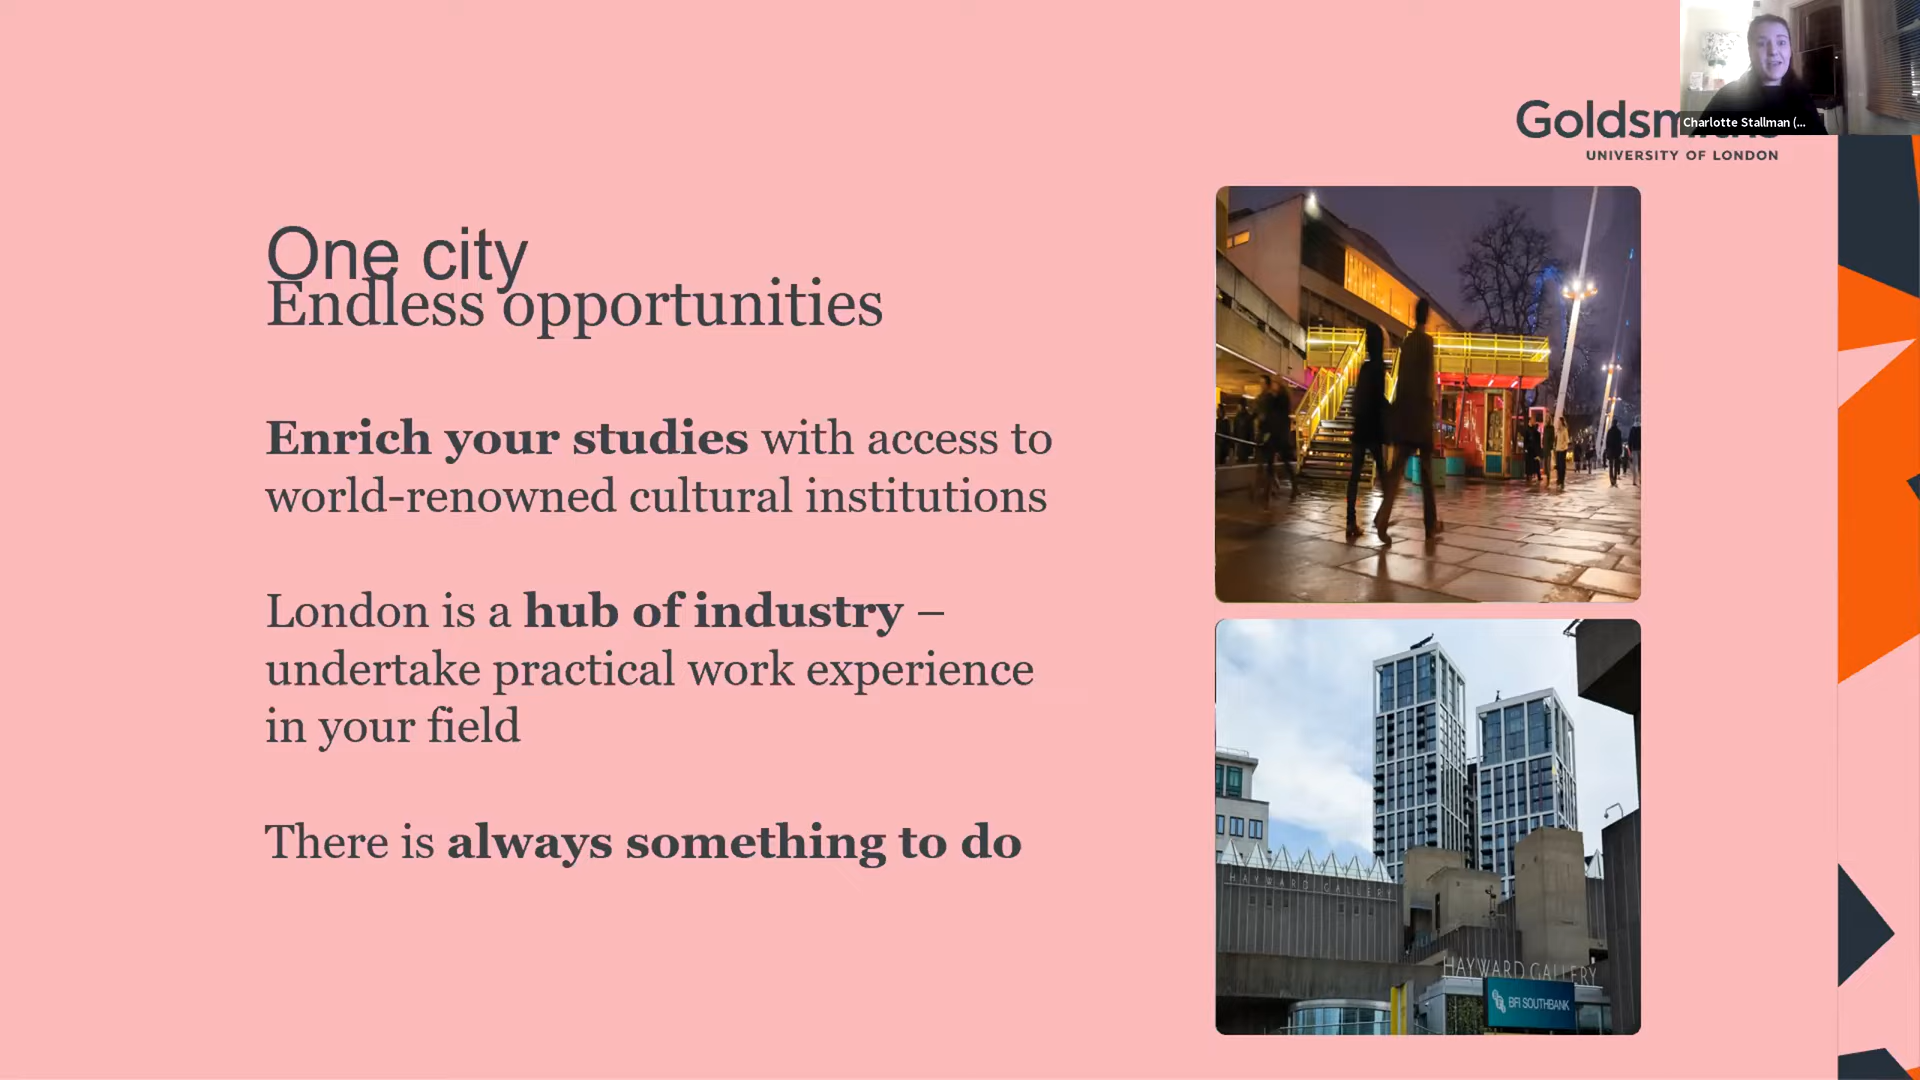 Charlotte Stallman (...
UNIVERSITY OF LONDON
One city
Endless opportunities
Enrich your studies with access to
world-renowned cultural institutions
London is a hub of industry –
undertake practical work experience
in your field
There is always something to do
HAYWARD GALLERY
HAYWARD GALLERY
BFI SOUTHBANK